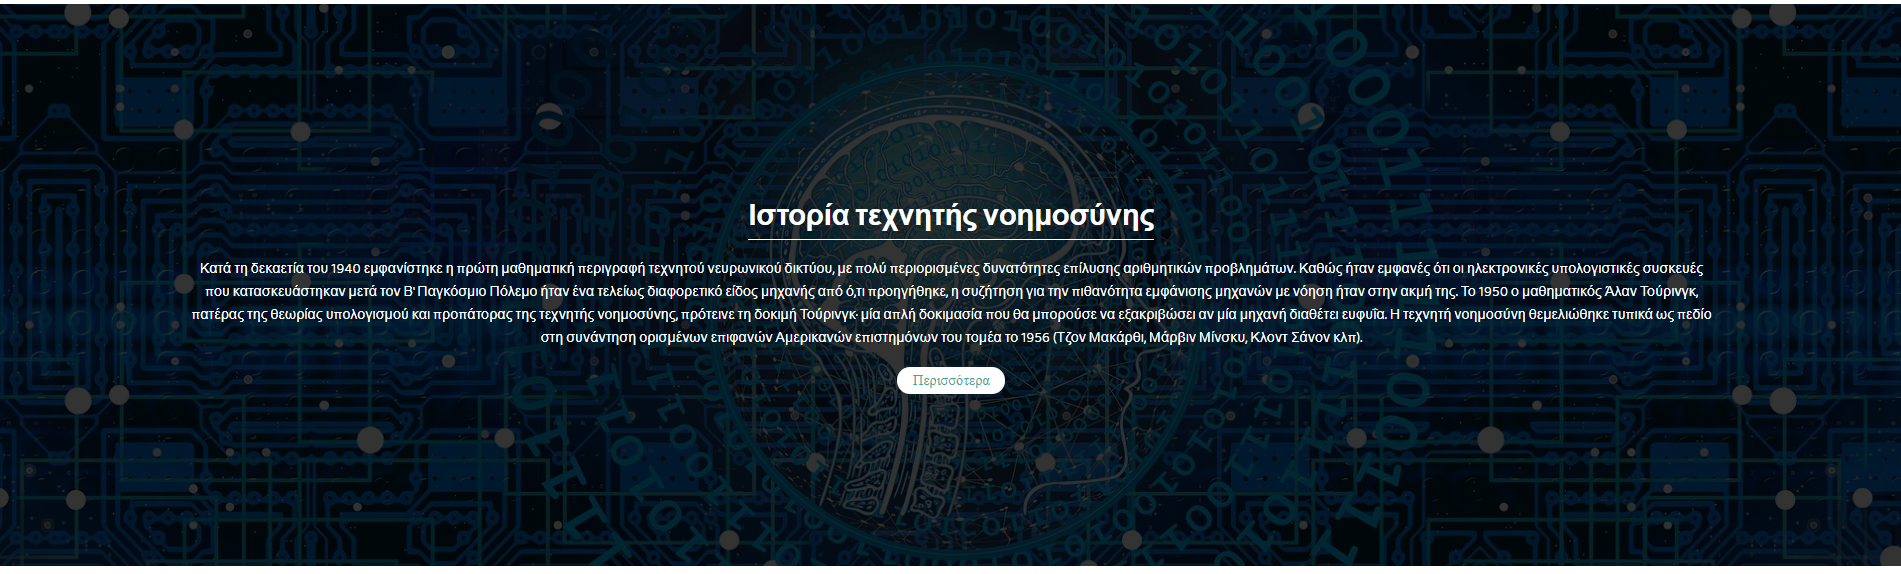 Ιστορία τεχνητής νοημοσύνης
Κατά τη δεκαετία του 1940 εμφανίστηκε η πρώτη μαθηματική περιγραφή τεχνητού νευρωνικού δικτύου, με πολύ περιορισμένες δυνατότητες επίλυσης αριθμητικών προβλημάτων. Καθώς ήταν εμφανές ότι οι ηλεκτρονικές υπολογιστικές συσκευές
που κατασκευάστηκαν μετά τον Β' Παγκόσμιο Πόλεμο ήταν ένα τελείως διαφορετικό είδος μηχανής από ό,τι προηγήθηκε, η συζήτηση για την πιθανότητα εμφάνισης μηχανών με νόηση ήταν στην ακμή της. Το 1950 ο μαθηματικός Άλαν Τούρινγκ,
πατέρας της θεωρίας υπολογισμού και προπάτορας της τεχνητής νοημοσύνης, πρότεινε τη δοκιμή Τούρινγκ· μία απλή δοκιμασία που θα μπορούσε να εξακριβώσει αν μία μηχανή διαθέτει ευφυΐα. Η τεχνητή νοημοσύνη θεμελιώθηκε τυπικά ως πεδίο
στη συνάντηση ορισμένων επιφανών Αμερικανών επιστημόνων του τομέα το 1956 (Τζον Μακάρθι, Μάρβιν Μίνσκυ, Κλοντ Σάνον κλπ).
Περισσότερα